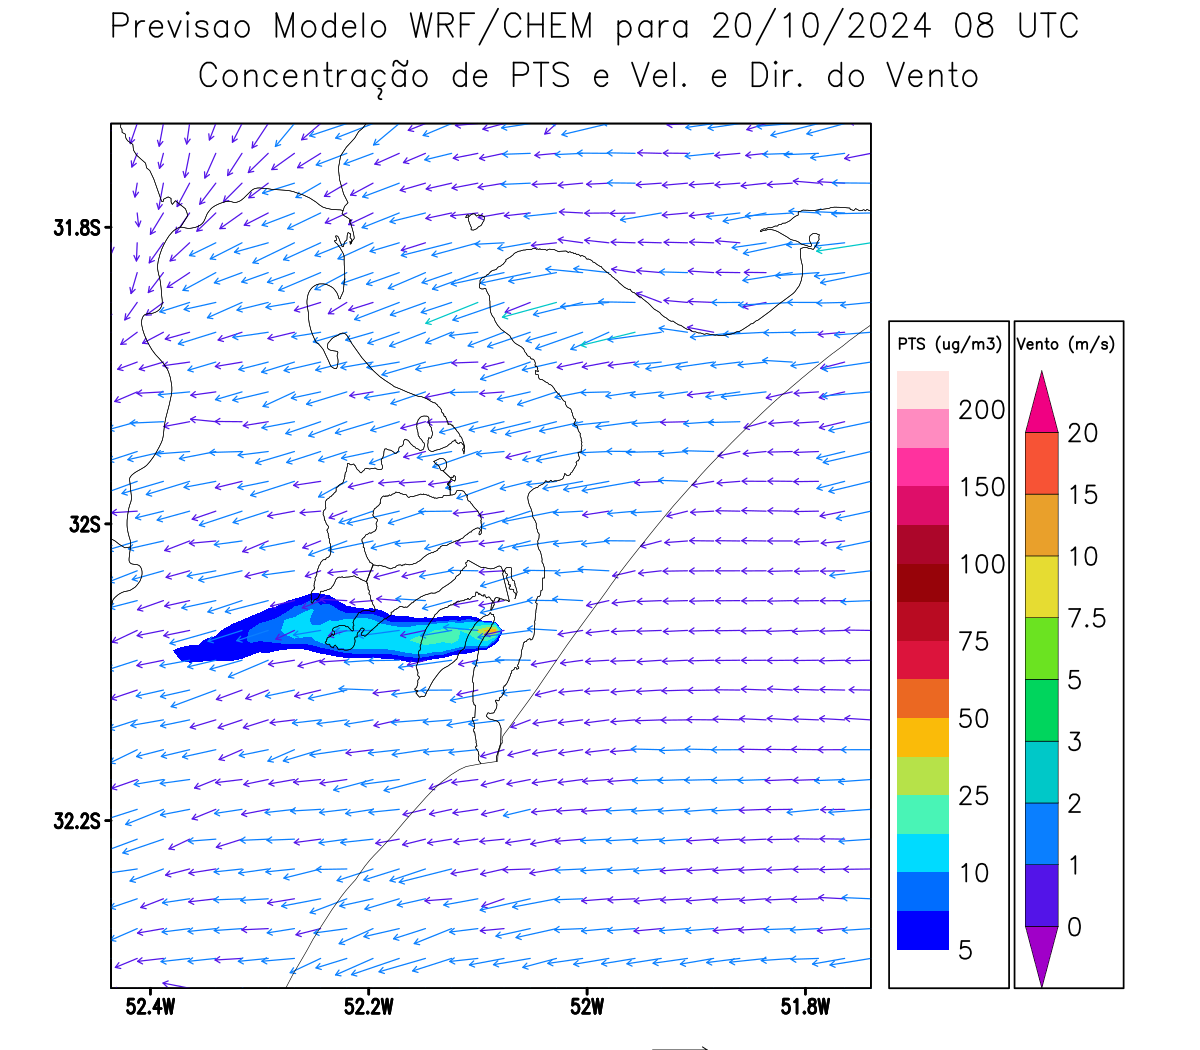 Previsao Modelo WRF/CHEM para 20/10/2024 08 UTC
Concentração de PTS e Vel. e Dir. do Vento
31.8S
32S
32.2S
52.4W
52.2W
52W
51.8W
PTS (ug/m3)
200
150
100
75
50
25
10
5
Vento (m/s)
20
15
10
7.5
5
3
2
1
0